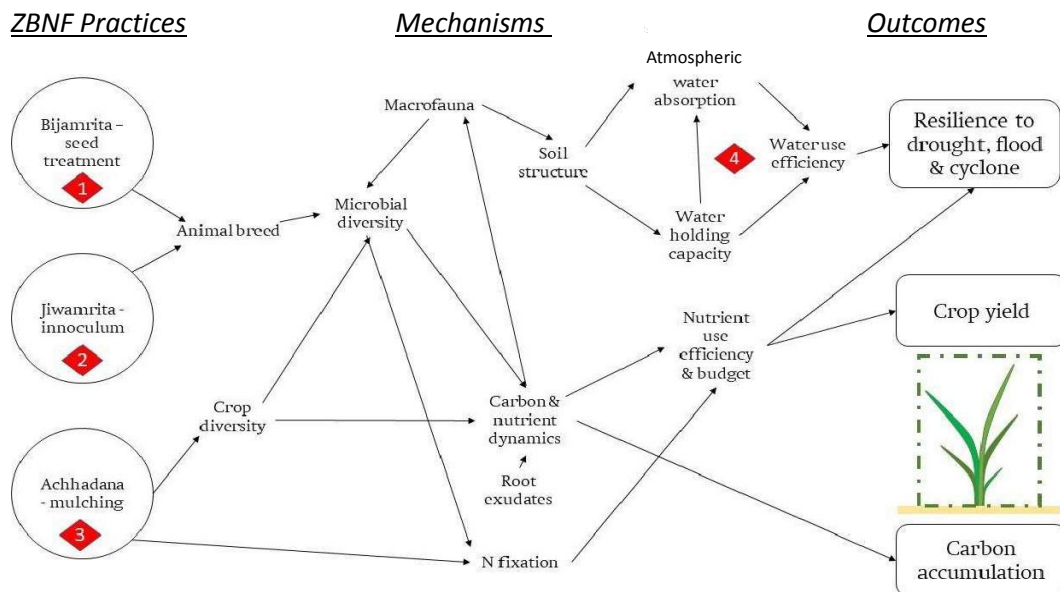 ZBNF Practices
Mechanisms
Outcomes
Bijamrita –
seed
treatment
1
Jiwamrita -
innoculum
2
Achhadana
- mulching
3
Animal breed
Crop
diversity
Macrofauna
Microbial
diversity
Soil
structure
Carbon &
nutrient
dynamics
Root
exudates
N fixation
Atmospheric
water
absorption
4
Water use
efficiency
Water
holding
capacity
Nutrient
use
efficiency
& budget
Resilience to
drought, flood
& cyclone
Crop yield
Carbon
accumulation